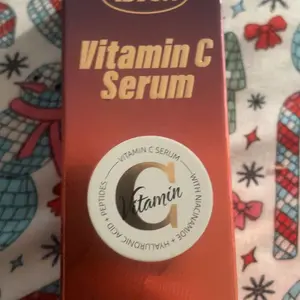 Vitamin C
Serum
VITAMIN C SERUM
WITH NIACINAMIDE • HYALURONIC ACID • PEPTIDES •
C
Vitamin